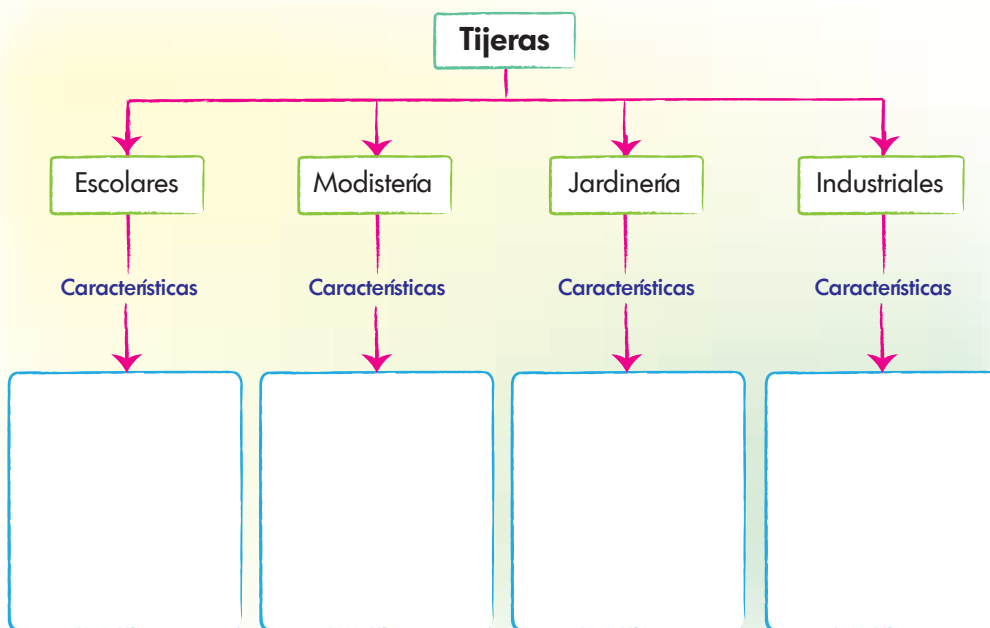 Tijeras
Escolares
Modistería
Jardinería
Industriales
Características
Características
Características
Características